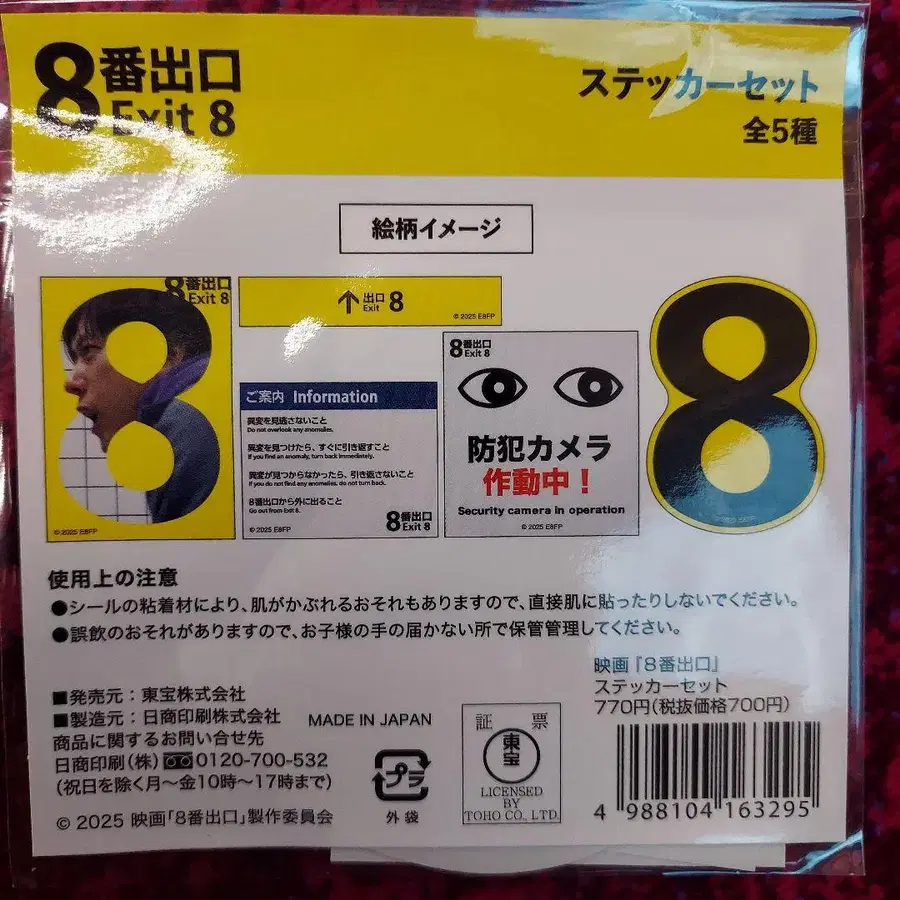 8番出口
Exit 8
ステッカーセット
全5種
絵柄イメージ
8番出口
Exit 8
© 2025 E8FP
↑ 出口 8
Exit
© 2025 E8FP
ご案内 Information
異変を見逃さないこと
Do not overlook any anomalies.
異変を見つけたら、すぐに引き返すこと
If you find an anomaly, turn back immediately.
異変が見つからなかったら、引き返さないこと
If you do not find any anomalies, do not turn back.
8番出口から外に出ること
Go out from Exit 8.
© 2025 E8FP
8番出口
Exit 8
8番出口
Exit 8
防犯カメラ
作動中！
Security camera in operation
© 2025 E8FP
8
© 2025 E8FP
使用上の注意
●シールの粘着材により、肌がかぶれるおそれもありますので、直接肌に貼ったりしないでください。
●誤飲のおそれがありますので、お子様の手の届かない所で保管管理してください。
■発売元：東宝株式会社
■製造元：日商印刷株式会社
商品に関するお問い合せ先
日商印刷（株）0120-700-532
（祝日を除く月～金10時～17時まで）
© 2025 映画「8番出口」製作委員会
MADE IN JAPAN
プラ
外袋
証 票
東宝
LICENSED
BY
TOHO CO., LTD.
映画『8番出口』
ステッカーセット
770円（税抜価格700円）
4 988104 163295